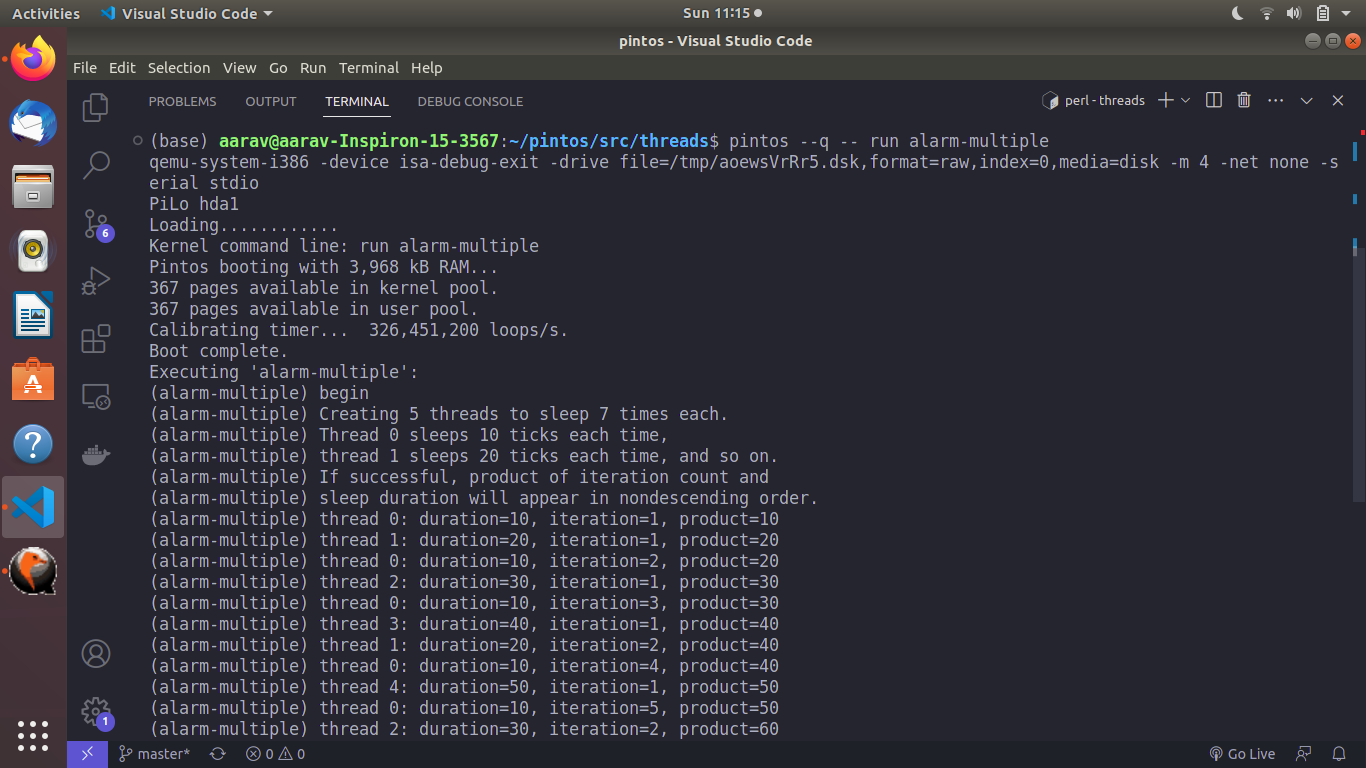 Activities
Visual Studio Code
Sun 11:15
pintos - Visual Studio Code
File Edit Selection View Go Run Terminal Help
PROBLEMS OUTPUT TERMINAL DEBUG CONSOLE
perl - threads
(base) aarav@aarav-Inspiron-15-3567:~/pintos/src/threads$ pintos --q -- run alarm-multiple
qemu-system-i386 -device isa-debug-exit -drive file=/tmp/aoewsVrRr5.dsk,format=raw,index=0,media=disk -m 4 -net none -s
erial stdio
PiLo hda1
Loading............
Kernel command line: run alarm-multiple
Pintos booting with 3,968 kB RAM...
367 pages available in kernel pool.
367 pages available in user pool.
Calibrating timer...  326,451,200 loops/s.
Boot complete.
Executing 'alarm-multiple':
(alarm-multiple) begin
(alarm-multiple) Creating 5 threads to sleep 7 times each.
(alarm-multiple) Thread 0 sleeps 10 ticks each time,
(alarm-multiple) thread 1 sleeps 20 ticks each time, and so on.
(alarm-multiple) If successful, product of iteration count and
(alarm-multiple) sleep duration will appear in nondescending order.
(alarm-multiple) thread 0: duration=10, iteration=1, product=10
(alarm-multiple) thread 1: duration=20, iteration=1, product=20
(alarm-multiple) thread 0: duration=10, iteration=2, product=20
(alarm-multiple) thread 2: duration=30, iteration=1, product=30
(alarm-multiple) thread 0: duration=10, iteration=3, product=30
(alarm-multiple) thread 3: duration=40, iteration=1, product=40
(alarm-multiple) thread 1: duration=20, iteration=2, product=40
(alarm-multiple) thread 0: duration=10, iteration=4, product=40
(alarm-multiple) thread 4: duration=50, iteration=1, product=50
(alarm-multiple) thread 0: duration=10, iteration=5, product=50
(alarm-multiple) thread 2: duration=30, iteration=2, product=60
6
1
master* 0 0
Go Live